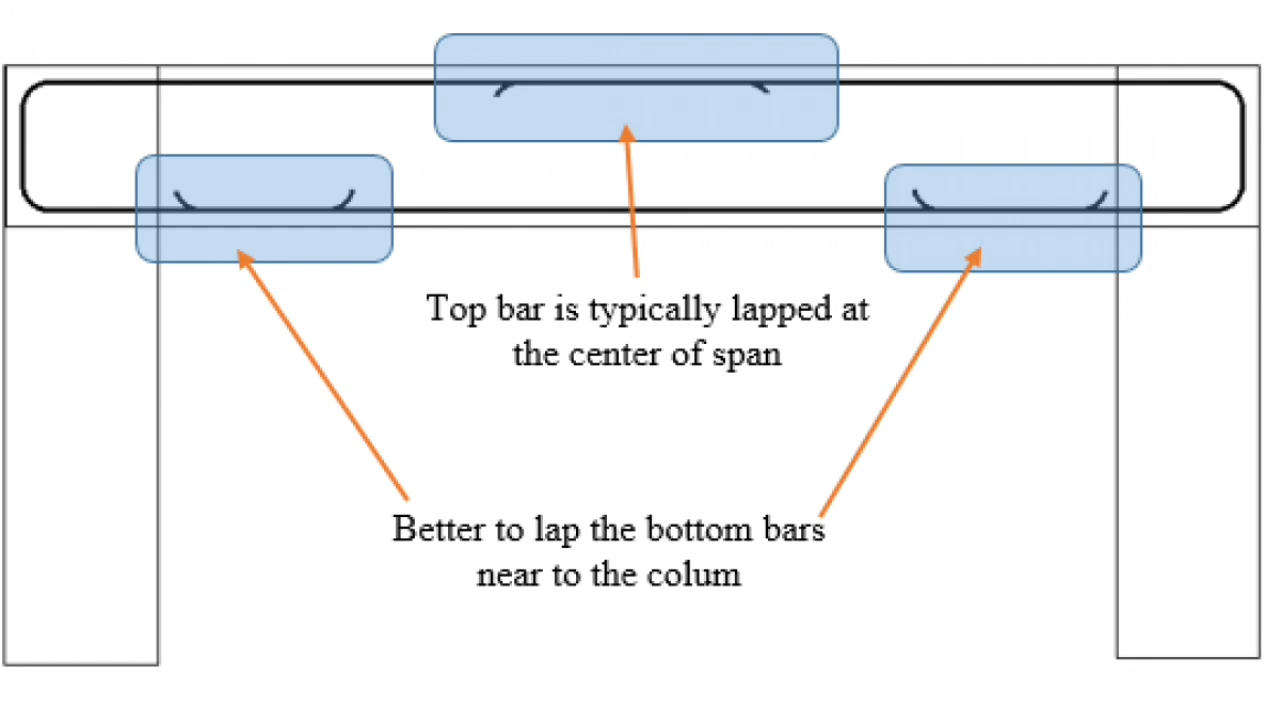 Top bar is typically lapped at
the center of span
Better to lap the bottom bars
near to the colum